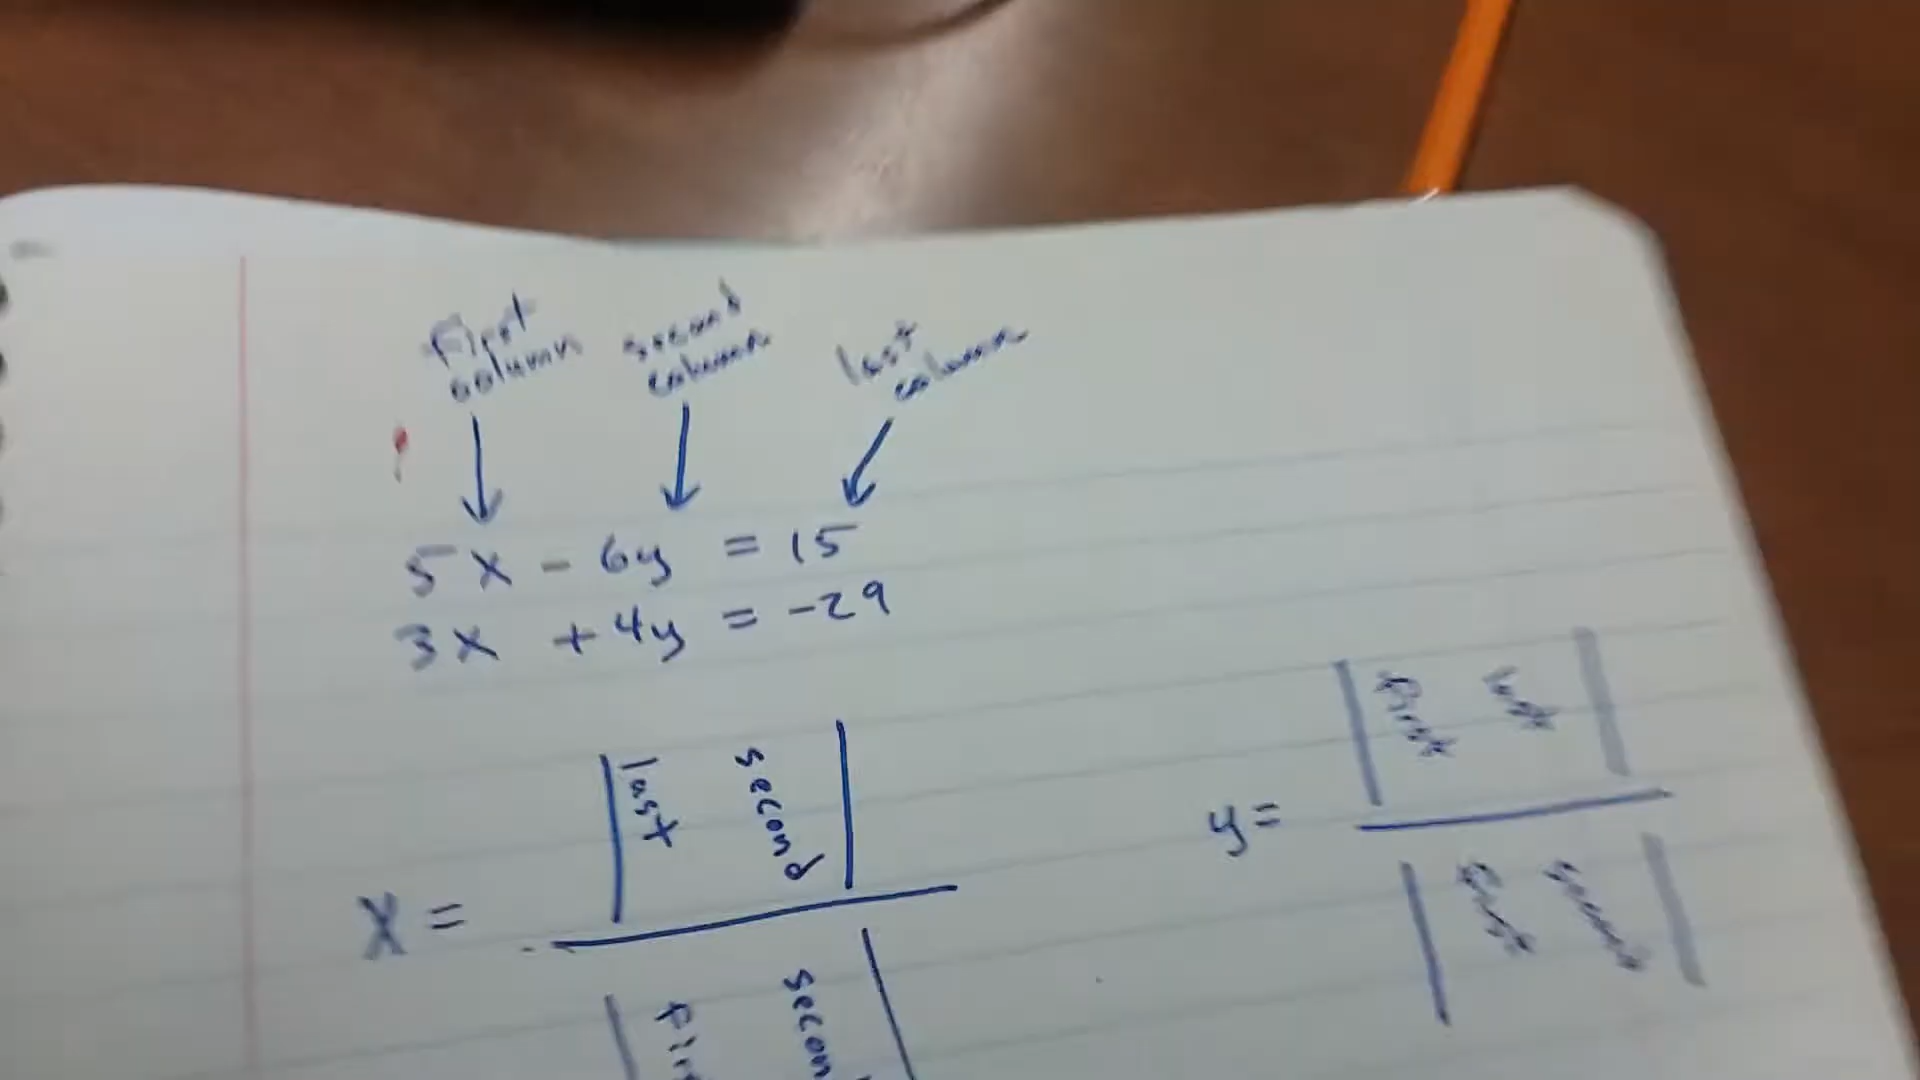 First column
second column
last column
5x - 6y = 15
3x + 4y = -29
x = |last second|
second
y = |first last|
|first second|